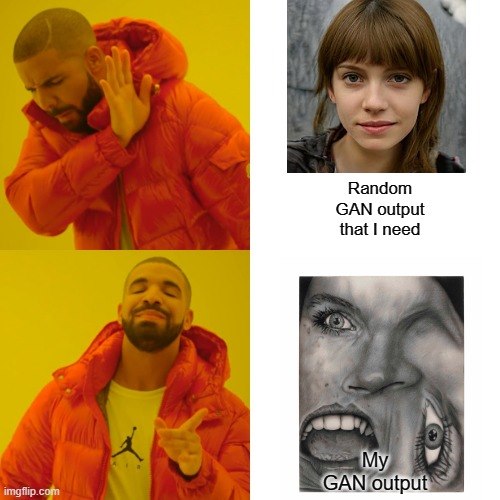 Random
GAN output
that I need
My
GAN output
imgflip.com